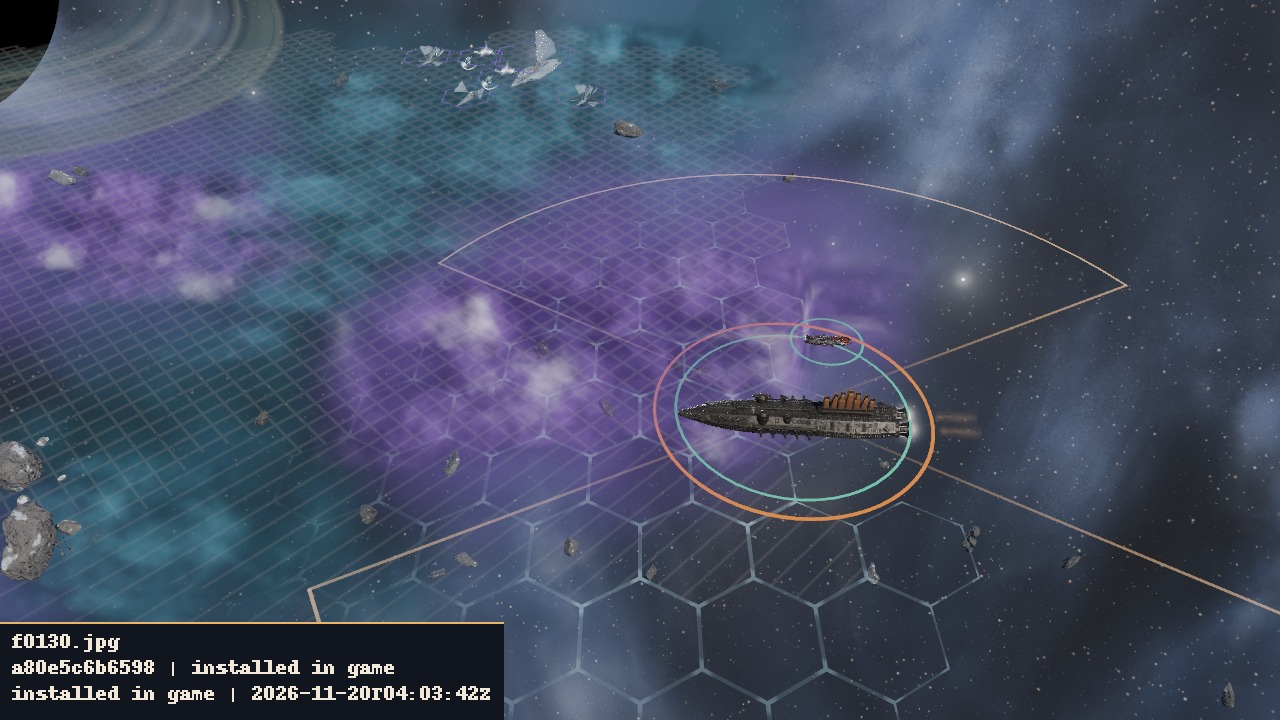 f0130.jpg
a80e5c6b6598 | installed in game
installed in game | 2026-11-20T04:03:42Z